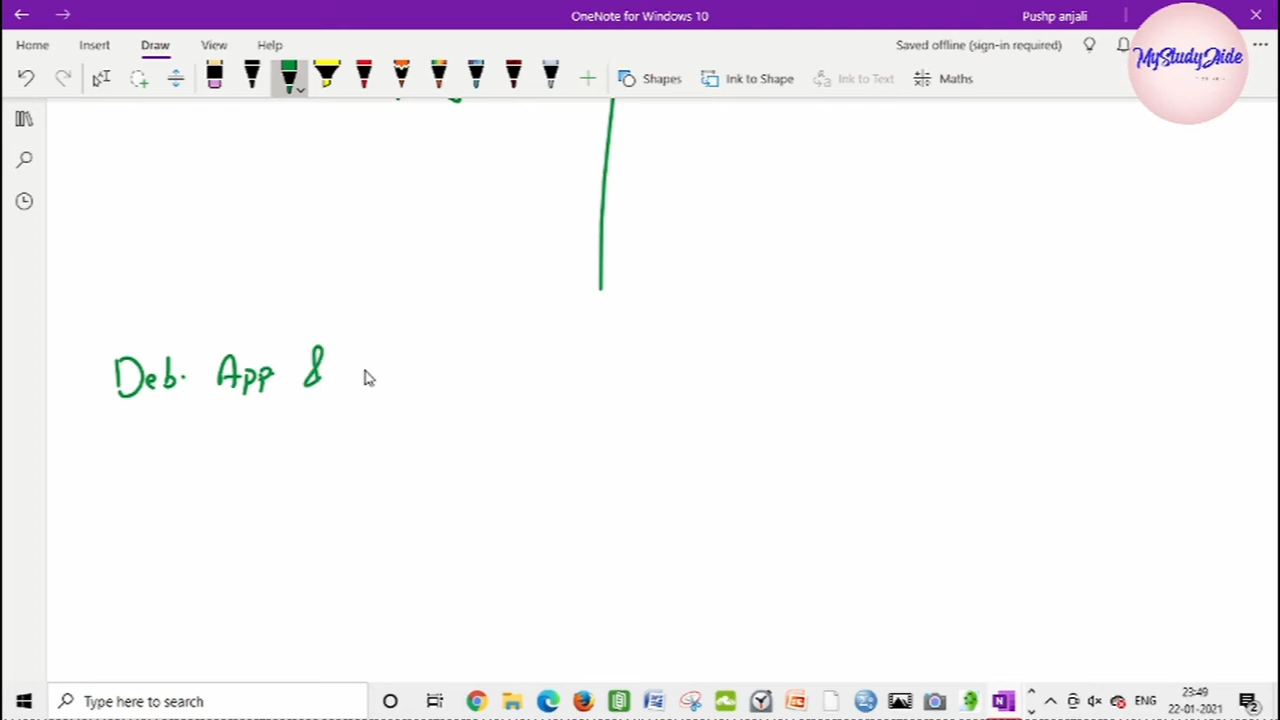 OneNote for Windows 10
Pushp anjali
Home Insert Draw View Help
Saved offline (sign-in required)
MyStudyAide
Shapes Ink to Shape Ink to Text Maths
Deb. App &
Type here to search
ENG
23:49
22-01-2021
2